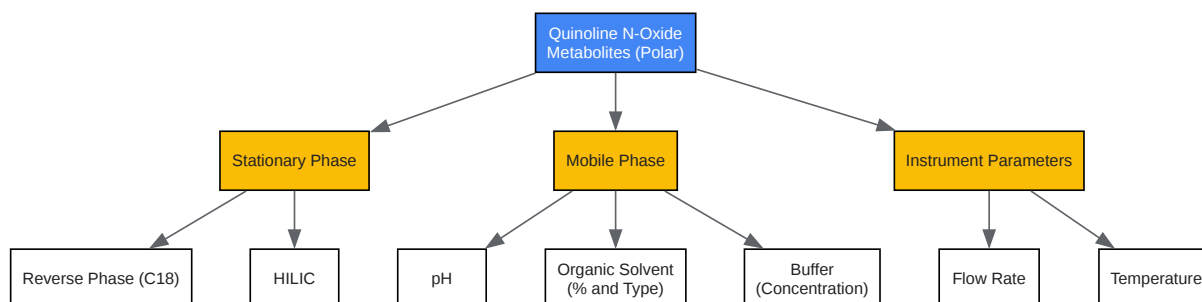 Quinoline N-Oxide
Metabolites (Polar)
Stationary Phase
Mobile Phase
Instrument Parameters
Reverse Phase (C18)
HILIC
pH
Organic Solvent
(% and Type)
Buffer
(Concentration)
Flow Rate
Temperature